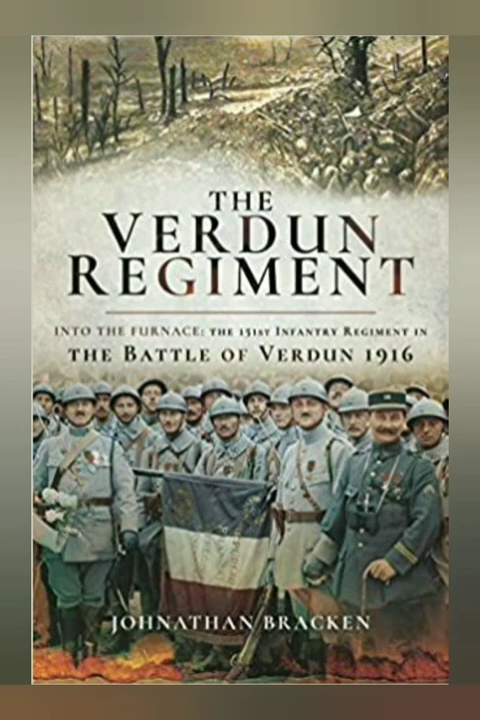 THE
VERDUN
REGIMENT
INTO THE FURNACE: THE 151ST INFANTRY REGIMENT IN
THE BATTLE OF VERDUN 1916
JOHNATHAN BRACKEN